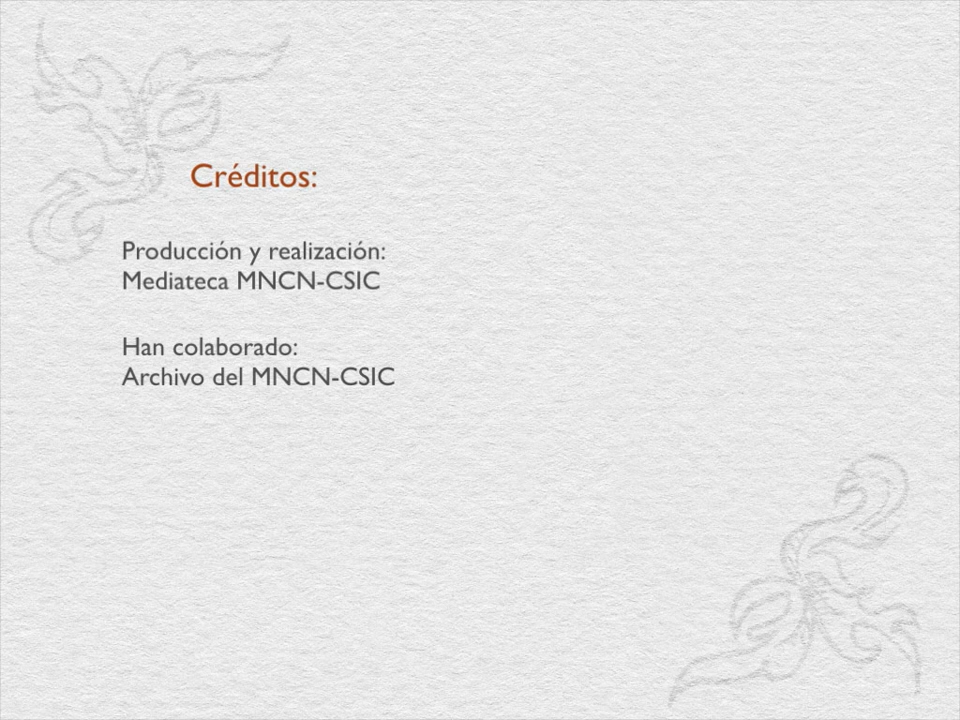 Créditos:
Producción y realización:
Mediateca MNCN-CSIC
Han colaborado:
Archivo del MNCN-CSIC